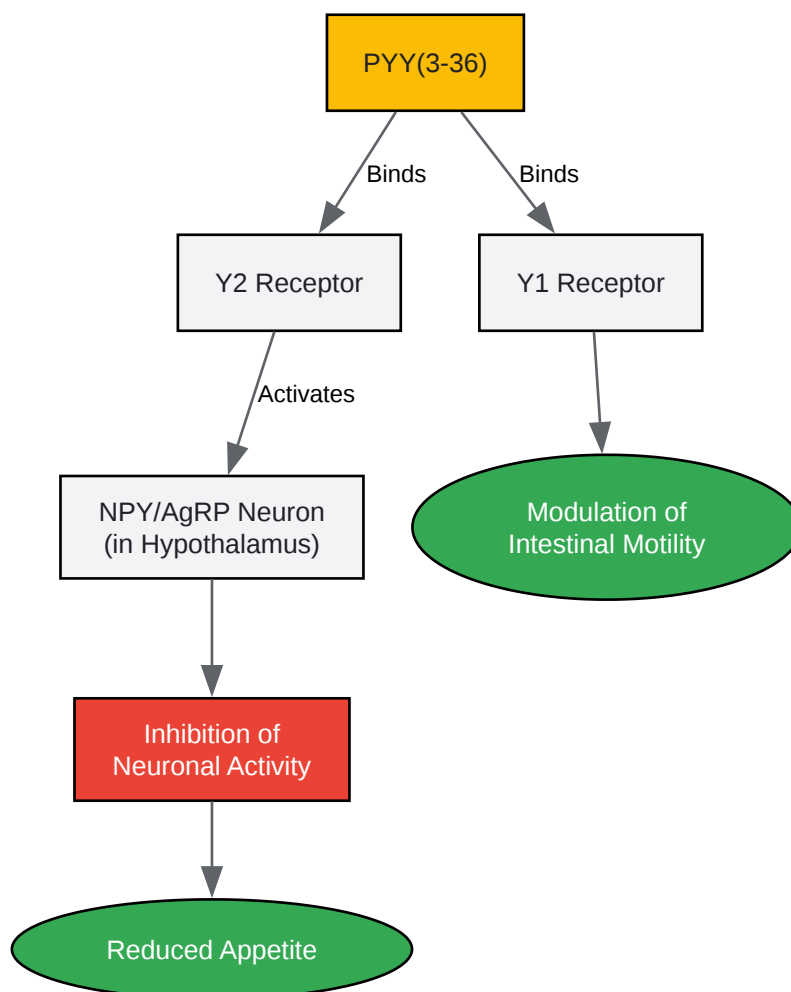 PYY(3-36)
Binds
Binds
Y2 Receptor
Y1 Receptor
Activates
NPY/AgRP Neuron
(in Hypothalamus)
Modulation of
Intestinal Motility
Inhibition of
Neuronal Activity
Reduced Appetite